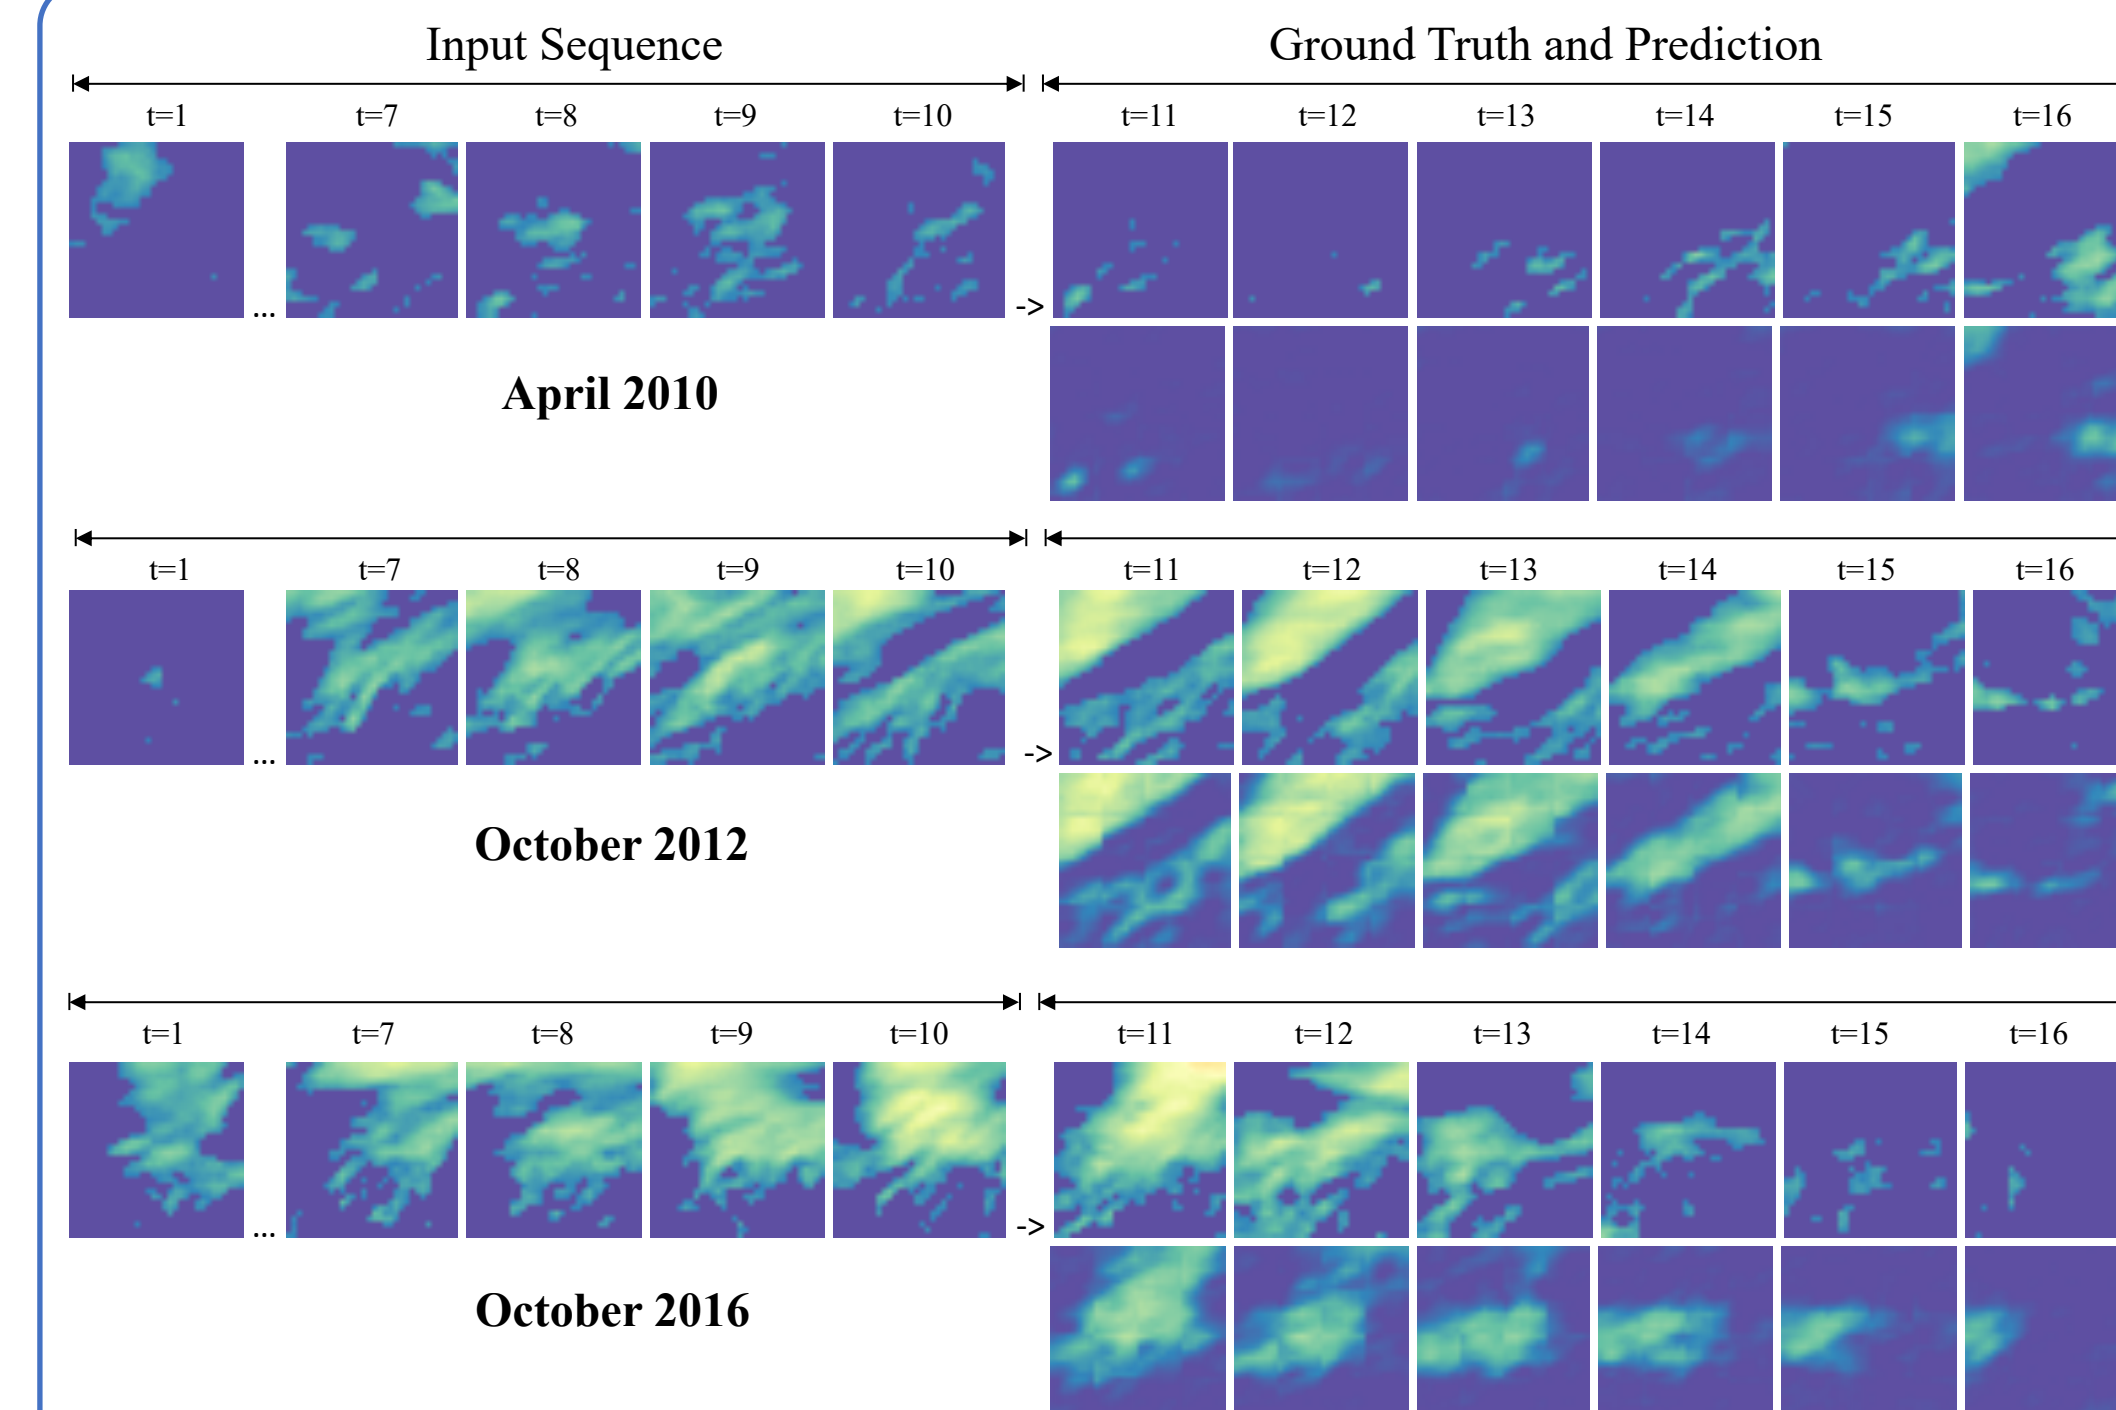 Input Sequence Ground Truth and Prediction
t=1 t=7 t=8 t=9 t=10 t=11 t=12 t=13 t=14 t=15 t=16
... ->
April 2010
t=1 t=7 t=8 t=9 t=10 t=11 t=12 t=13 t=14 t=15 t=16
... ->
October 2012
t=1 t=7 t=8 t=9 t=10 t=11 t=12 t=13 t=14 t=15 t=16
... ->
October 2016